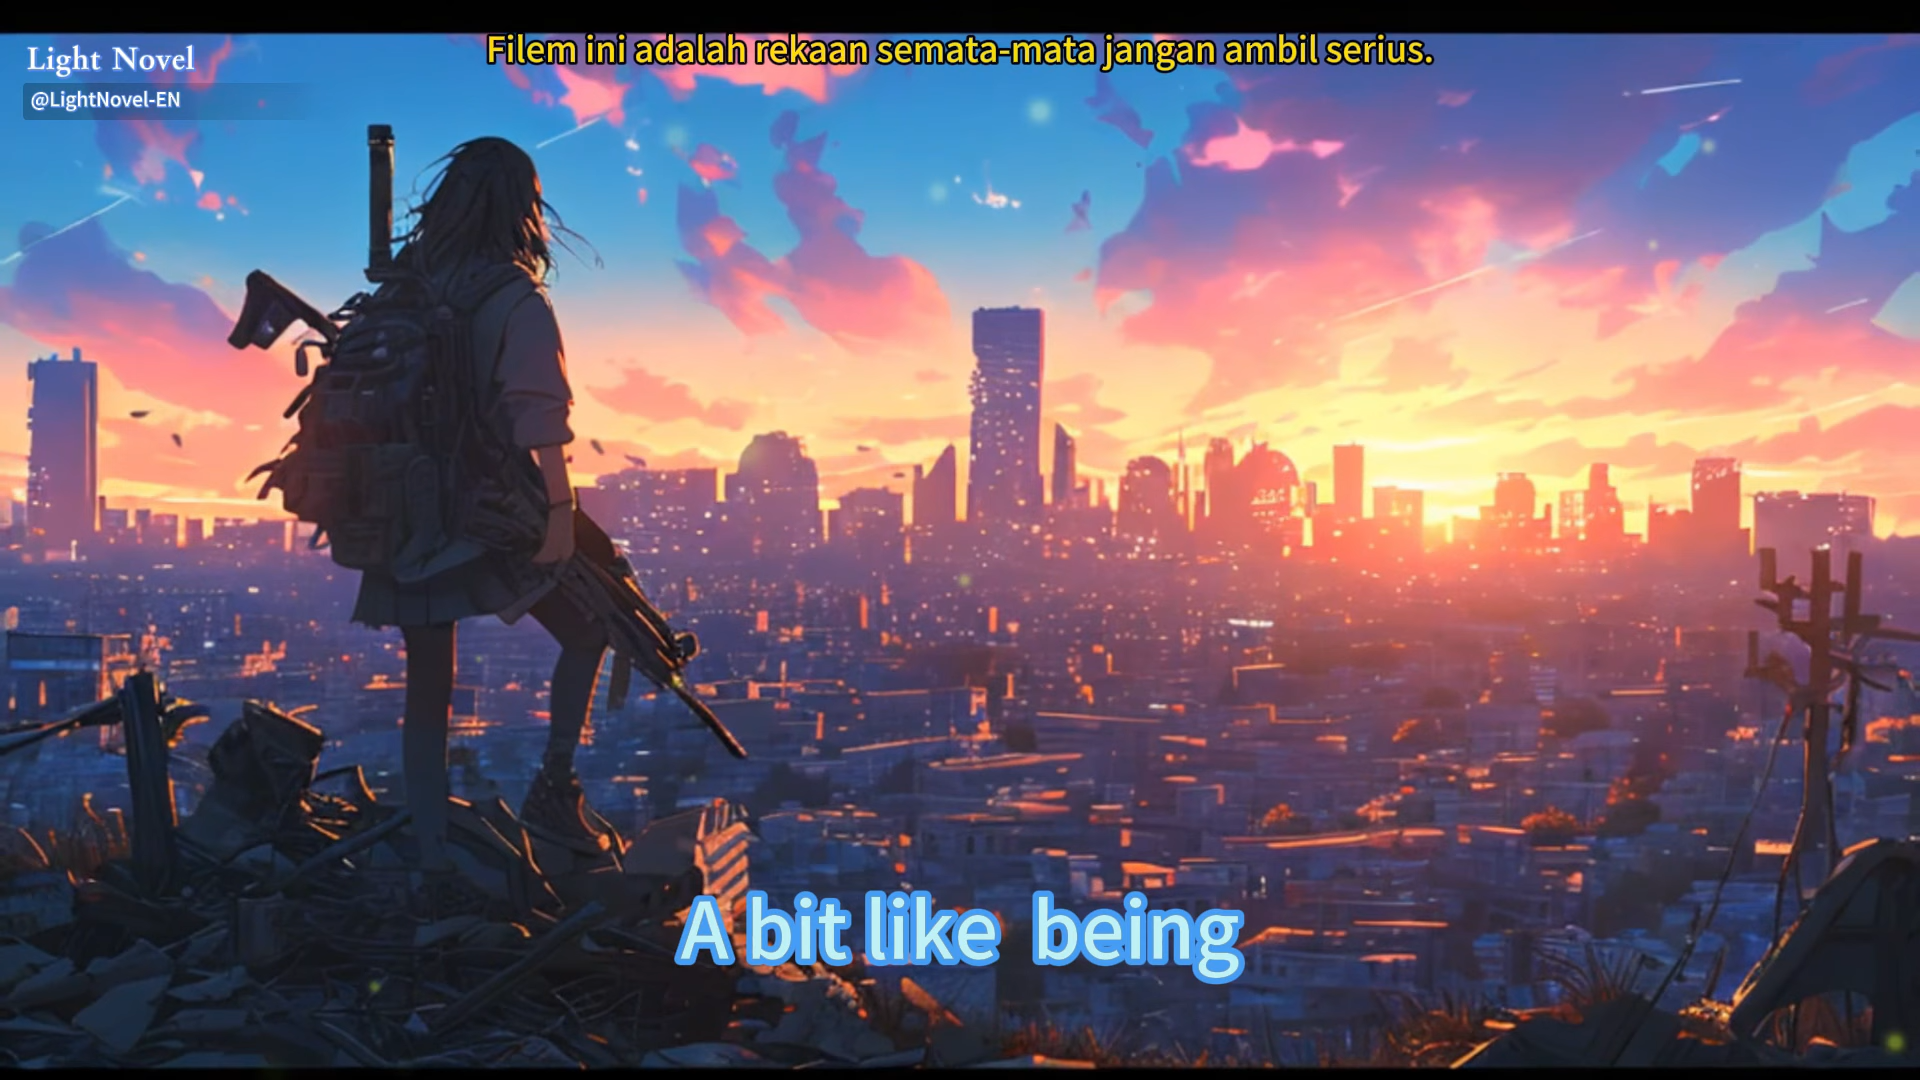 Filem ini adalah rekaan semata-mata jangan ambil serius.
Light Novel
@LightNovel-EN
A bit like being